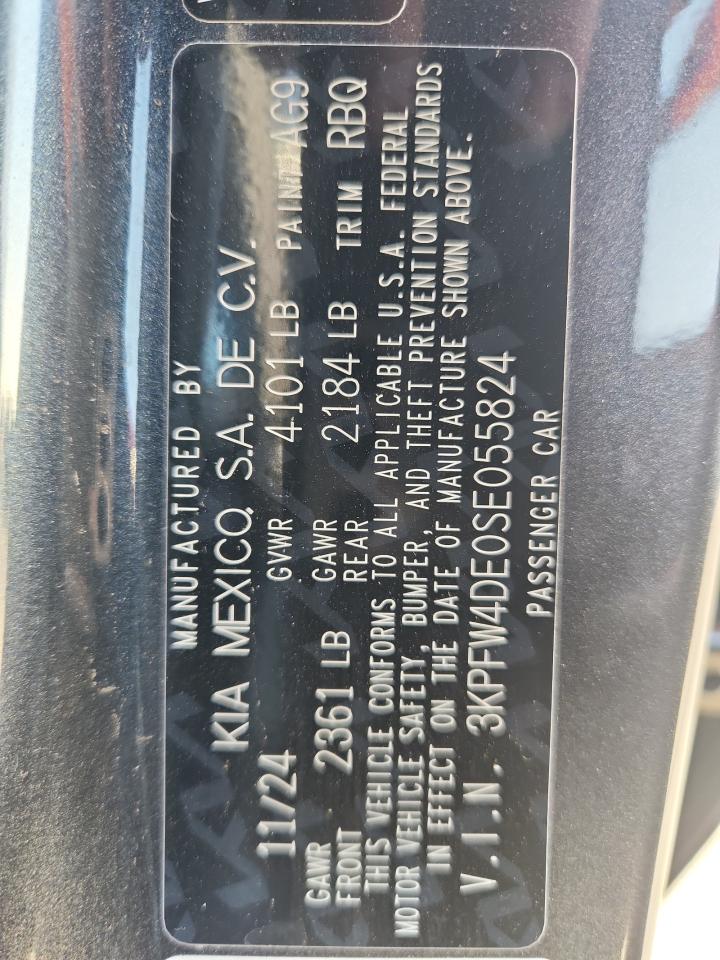 MANUFACTURED BY
KIA MEXICO, S.A. DE C.V.
11/24 GVWR 4101 LB PAINT AG9
GAWR FRONT 2361 LB GAWR REAR 2184 LB TRIM RBQ
THIS VEHICLE CONFORMS TO ALL APPLICABLE U.S.A. FEDERAL
MOTOR VEHICLE SAFETY, BUMPER, AND THEFT PREVENTION STANDARDS
IN EFFECT ON THE DATE OF MANUFACTURE SHOWN ABOVE.
V.I.N. 3KPFW4DE0SE055824
PASSENGER CAR